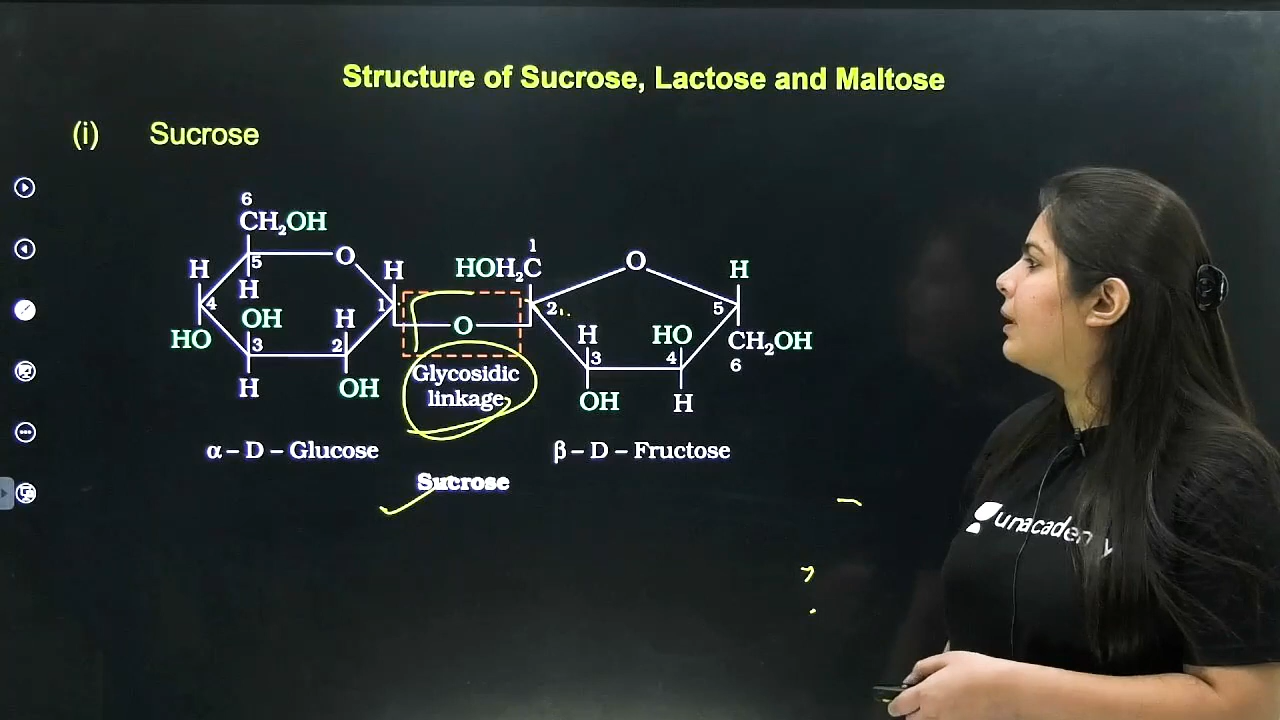 Structure of Sucrose, Lactose and Maltose
(i) Sucrose
6
CH₂OH
5 O
H H
4 H 1
OH H
HO 3 2
H OH
O
Glycosidic
linkage
1
HOH₂C O H
2 5
H HO
3 4 CH₂OH
6
OH H
α – D – Glucose
β – D – Fructose
Sucrose
unacademy